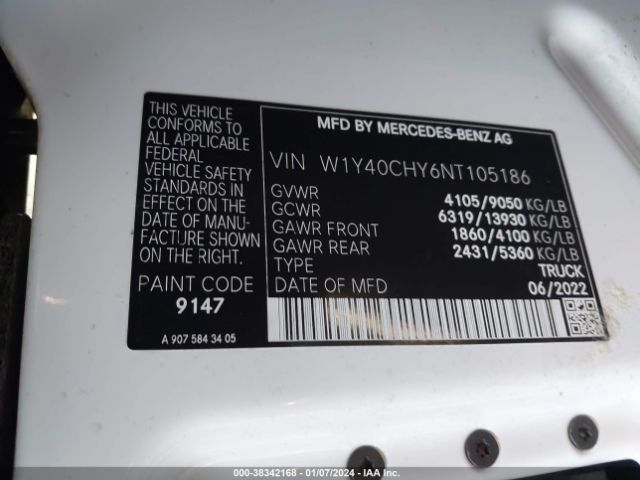 THIS VEHICLE
CONFORMS TO
ALL APPLICABLE
FEDERAL
VEHICLE SAFETY
STANDARDS IN
EFFECT ON THE
DATE OF MANU-
FACTURE SHOWN
ON THE RIGHT.
PAINT CODE
9147
A 907 584 34 05
MFD BY MERCEDES-BENZ AG
VIN W1Y40CHY6NT105186
GVWR 4105/9050 KG/LB
GCWR 6319/13930 KG/LB
GAWR FRONT 1860/4100 KG/LB
GAWR REAR 2431/5360 KG/LB
TYPE TRUCK
DATE OF MFD 06/2022
000-38342168 - 01/07/2024 - IAA Inc.